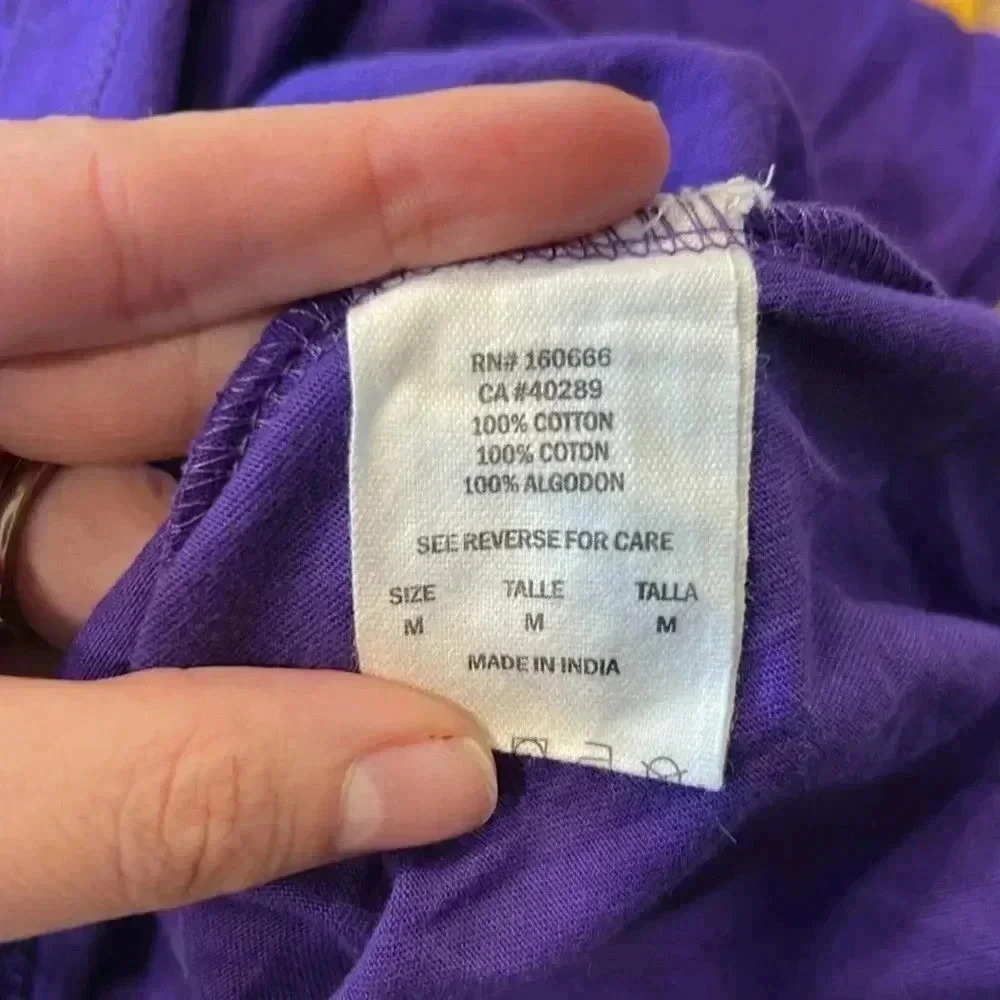 RN# 160666
CA #40289
100% COTTON
100% COTON
100% ALGODON
SEE REVERSE FOR CARE
SIZE TALLE TALLA
M M M
MADE IN INDIA